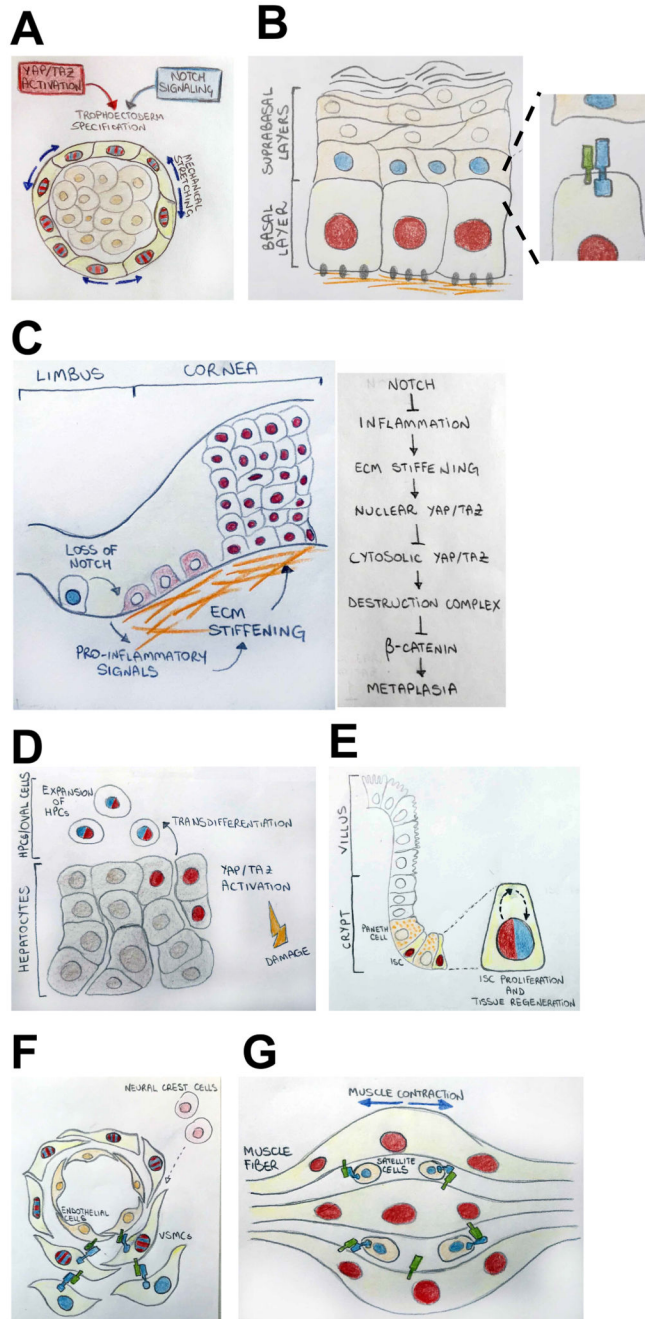 A
YAP/TAZ
ACTIVATION
NOTCH
SIGNALING
TROPHOECTODERM
SPECIFICATION
MECHANICAL
STRETCHING
B
SUPRABASAL
LAYERS
BASAL
LAYER
C
LIMBUS
CORNEA
LOSS OF
NOTCH
PRO-INFLAMMATORY
SIGNALS
ECM
STIFFENING
NOTCH
INFLAMMATION
ECM STIFFENING
NUCLEAR YAP/TAZ
CYTOSOLIC YAP/TAZ
DESTRUCTION COMPLEX
β-CATENIN
METAPLASIA
D
HPCs/OVAL CELLS
EXPANSION
OF
HPCs
TRANSDIFFERENTIATION
HEPATOCYTES
YAP/TAZ
ACTIVATION
DAMAGE
E
VILLUS
CRYPT
PANETH
CELL
ISC
ISC PROLIFERATION
AND
TISSUE REGENERATION
F
NEURAL CREST CELLS
ENDOTHELIAL
CELLS
VSMCs
G
MUSCLE CONTRACTION
MUSCLE
FIBER
SATELLITE
CELLS